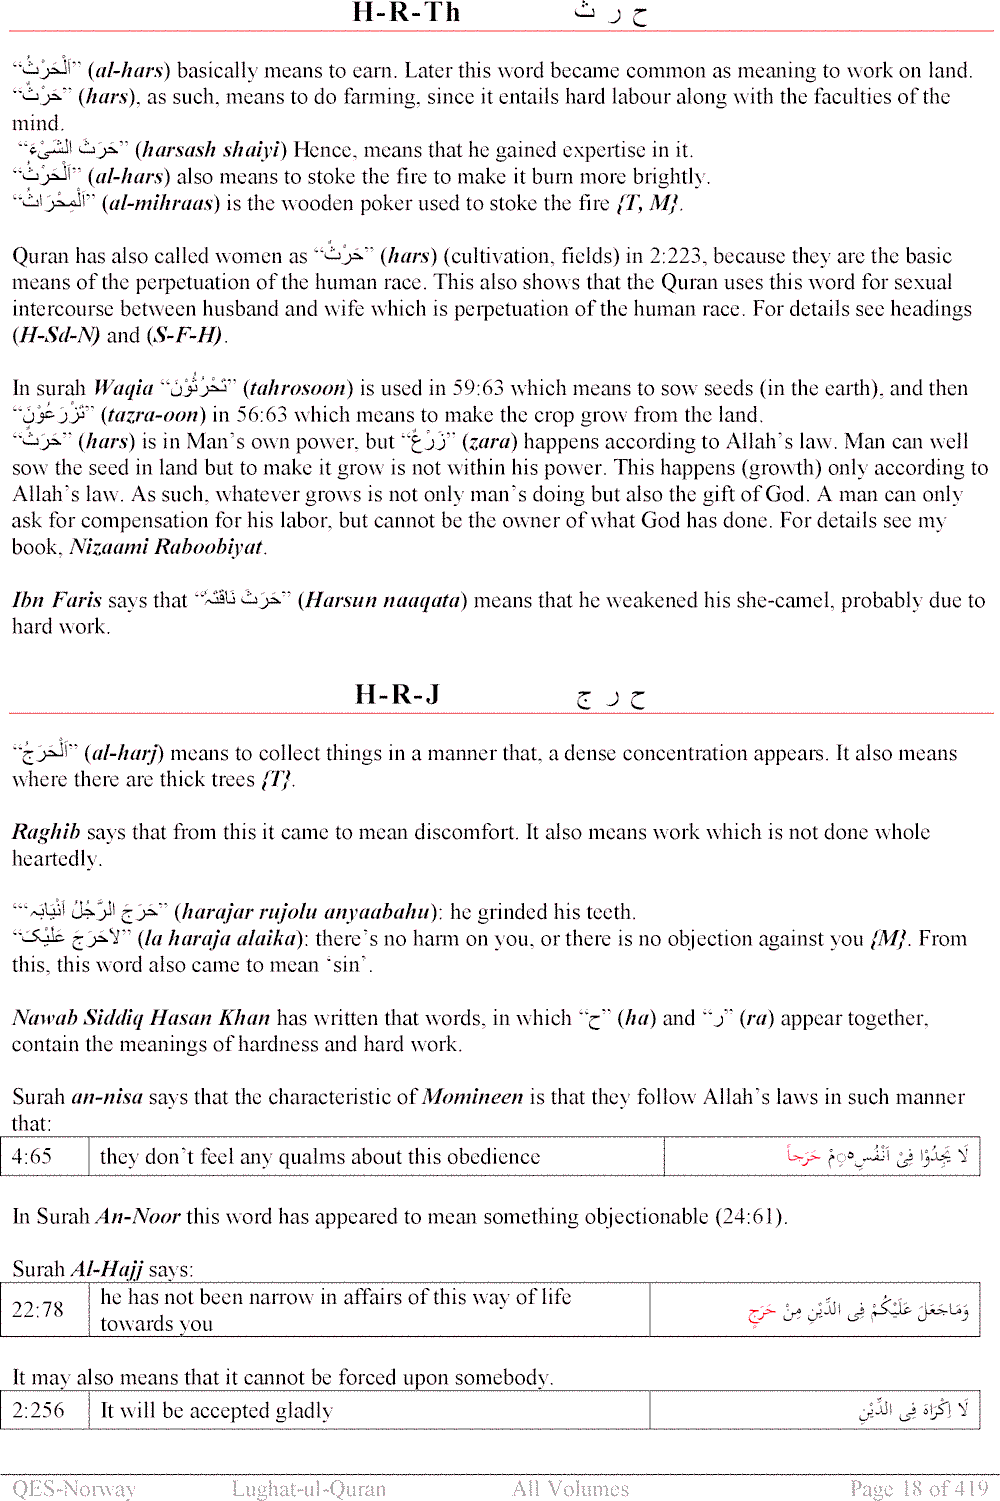 H-R-Th ح ر ث
“اَلْحَرْثُ” (al-hars) basically means to earn. Later this word became common as meaning to work on land.
“حَرْثٌ” (hars), as such, means to do farming, since it entails hard labour along with the faculties of the
mind.
“حَرَثَ الشَّیْءَ” (harsash shaiyi) Hence, means that he gained expertise in it.
“اَلْحَرْثُ” (al-hars) also means to stoke the fire to make it burn more brightly.
“اَلْمِحْرَاثُ” (al-mihraas) is the wooden poker used to stoke the fire {T, M}.
Quran has also called women as “حَرْثٌ” (hars) (cultivation, fields) in 2:223, because they are the basic
means of the perpetuation of the human race. This also shows that the Quran uses this word for sexual
intercourse between husband and wife which is perpetuation of the human race. For details see headings
(H-Sd-N) and (S-F-H).
In surah Waqia “تَحْرُثُوْنَ” (tahrosoon) is used in 59:63 which means to sow seeds (in the earth), and then
“تَزْرَعُوْنَ” (tazra-oon) in 56:63 which means to make the crop grow from the land.
“حَرَثٌ” (hars) is in Man’s own power, but “زَرْعٌ” (zara) happens according to Allah’s law. Man can well
sow the seed in land but to make it grow is not within his power. This happens (growth) only according to
Allah’s law. As such, whatever grows is not only man’s doing but also the gift of God. A man can only
ask for compensation for his labor, but cannot be the owner of what God has done. For details see my
book, Nizaami Raboobiyat.
Ibn Faris says that “حَرَثَ نَاقَتَہٗ” (Harsun naaqata) means that he weakened his she-camel, probably due to
hard work.
H-R-J ح ر ج
“اَلْحَرَجُ” (al-harj) means to collect things in a manner that, a dense concentration appears. It also means
where there are thick trees {T}.
Raghib says that from this it came to mean discomfort. It also means work which is not done whole
heartedly.
“‘حَرَجَ الرَّجُلُ اَنْیَابَہٗ” (harajar rujolu anyaabahu): he grinded his teeth.
“لاَحَرَجَ عَلَیْکَ” (la haraja alaika): there’s no harm on you, or there is no objection against you {M}. From
this, this word also came to mean ‘sin’.
Nawab Siddiq Hasan Khan has written that words, in which “ح” (ha) and “ر” (ra) appear together,
contain the meanings of hardness and hard work.
Surah an-nisa says that the characteristic of Momineen is that they follow Allah’s laws in such manner
that:
4:65 they don’t feel any qualms about this obedience لَا یَجِدُوْا فِیْ اَنْفُسِهِمْ حَرَجاً
In Surah An-Noor this word has appeared to mean something objectionable (24:61).
Surah Al-Hajj says:
22:78 he has not been narrow in affairs of this way of life وَمَاجَعَلَ عَلَیْکُمْ فِی الدِّیْنِ مِنْ حَرَجٍ
towards you
It may also means that it cannot be forced upon somebody.
2:256 It will be accepted gladly لَا اِکْرَاهَ فِی الدِّیْنِ
QES-Norway Lughat-ul-Quran All Volumes Page 18 of 419